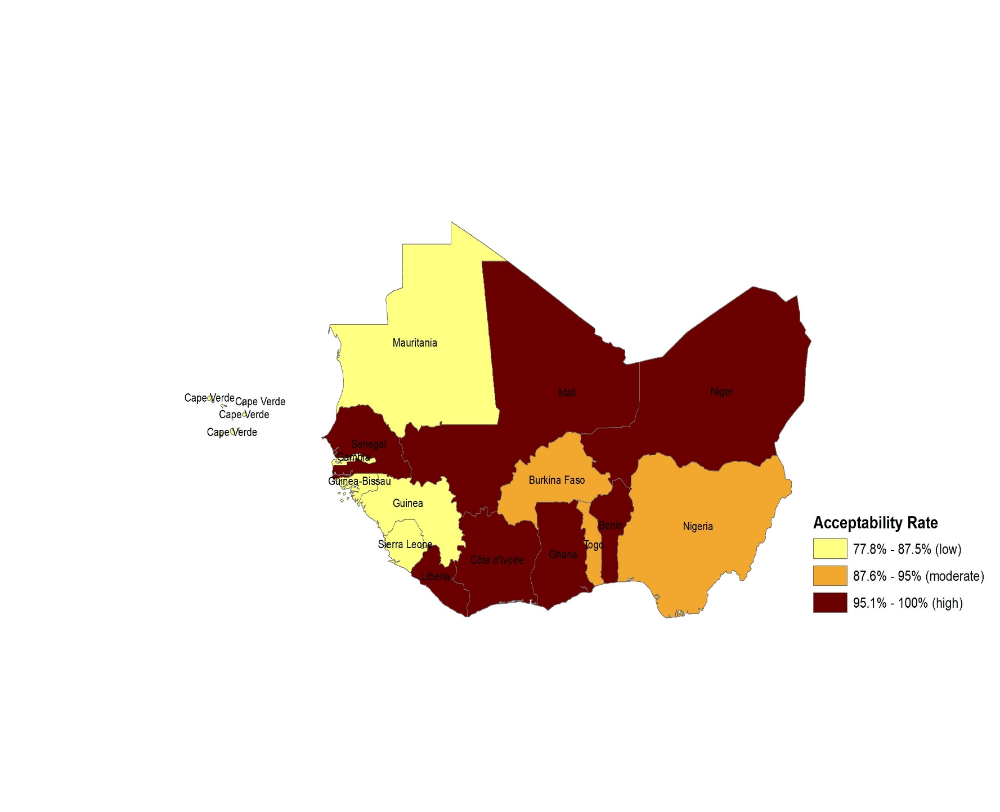 Mauritania
Mali
Niger
Cape Verde
Cape Verde
Cape Verde
Cape Verde
Senegal
Gambia
Guinea-Bissau
Burkina Faso
Guinea
Benin
Nigeria
Sierra Leone
Togo
Ghana
Côte d'Ivoire
Liberia
Acceptability Rate
77.8% - 87.5% (low)
87.6% - 95% (moderate)
95.1% - 100% (high)